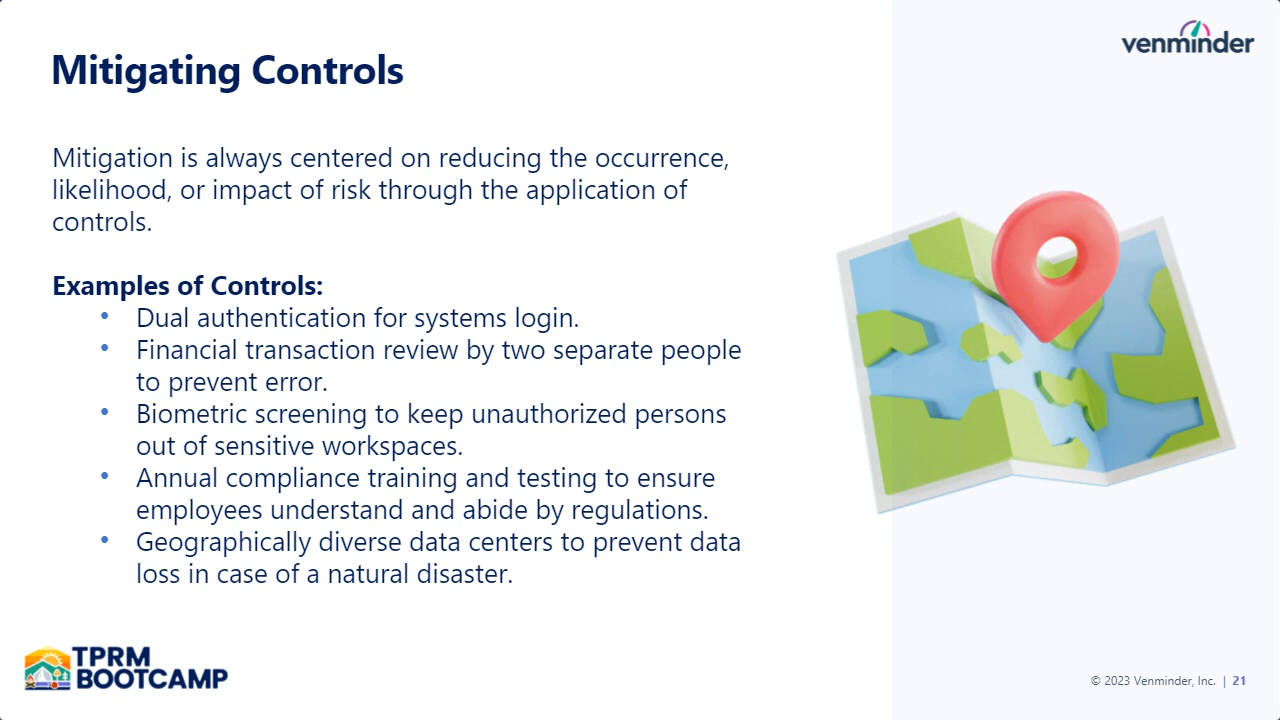 venminder
Mitigating Controls
Mitigation is always centered on reducing the occurrence,
likelihood, or impact of risk through the application of
controls.
Examples of Controls:
• Dual authentication for systems login.
• Financial transaction review by two separate people
to prevent error.
• Biometric screening to keep unauthorized persons
out of sensitive workspaces.
• Annual compliance training and testing to ensure
employees understand and abide by regulations.
• Geographically diverse data centers to prevent data
loss in case of a natural disaster.
TPRM
BOOTCAMP
© 2023 Venminder, Inc. | 21